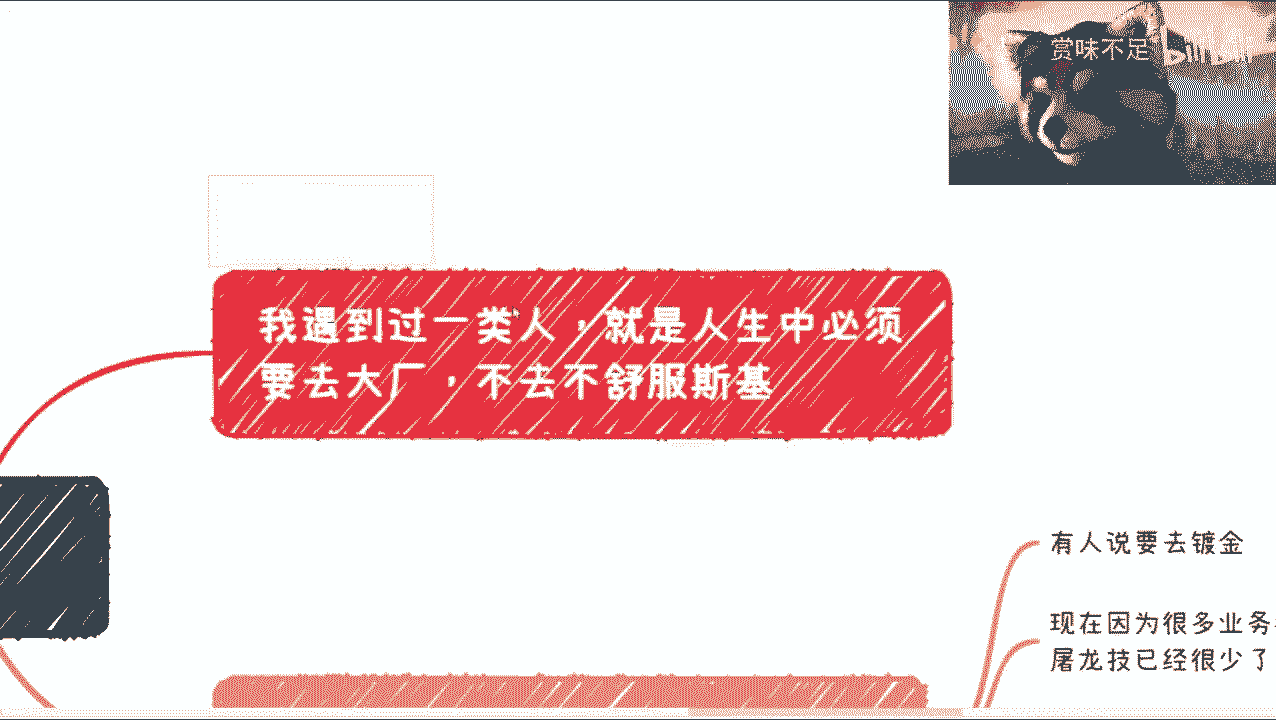 赏味不足 bilibili
我遇到过一类人，就是人生中必须
要去大厂，不去不舒服斯基
有人说要去镀金
现在因为很多业务
屠龙技已经很少了